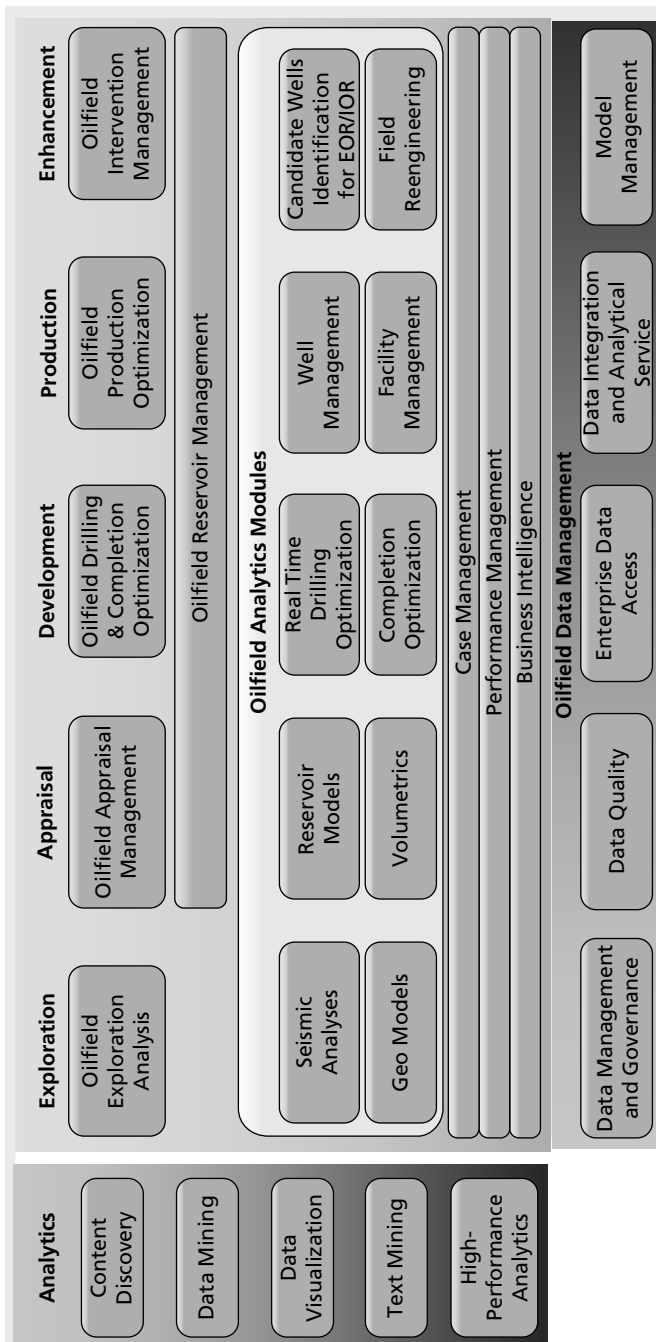 Analytics
Content
Discovery
Data Mining
Data
Visualization
Text Mining
High-
Performance
Analytics
Exploration
Appraisal
Development
Production
Enhancement
Oilfield
Exploration
Analysis
Oilfield Appraisal
Management
Oilfield Drilling
& Completion
Optimization
Oilfield
Production
Optimization
Oilfield
Intervention
Management
Oilfield Reservoir Management
Oilfield Analytics Modules
Seismic
Analyses
Reservoir
Models
Real Time
Drilling
Optimization
Well
Management
Candidate Wells
Identification
for EOR/IOR
Geo Models
Volumetrics
Completion
Optimization
Facility
Management
Field
Reengineering
Case Management
Performance Management
Business Intelligence
Oilfield Data Management
Data Management
and Governance
Data Quality
Enterprise Data
Access
Data Integration
and Analytical
Service
Model
Management